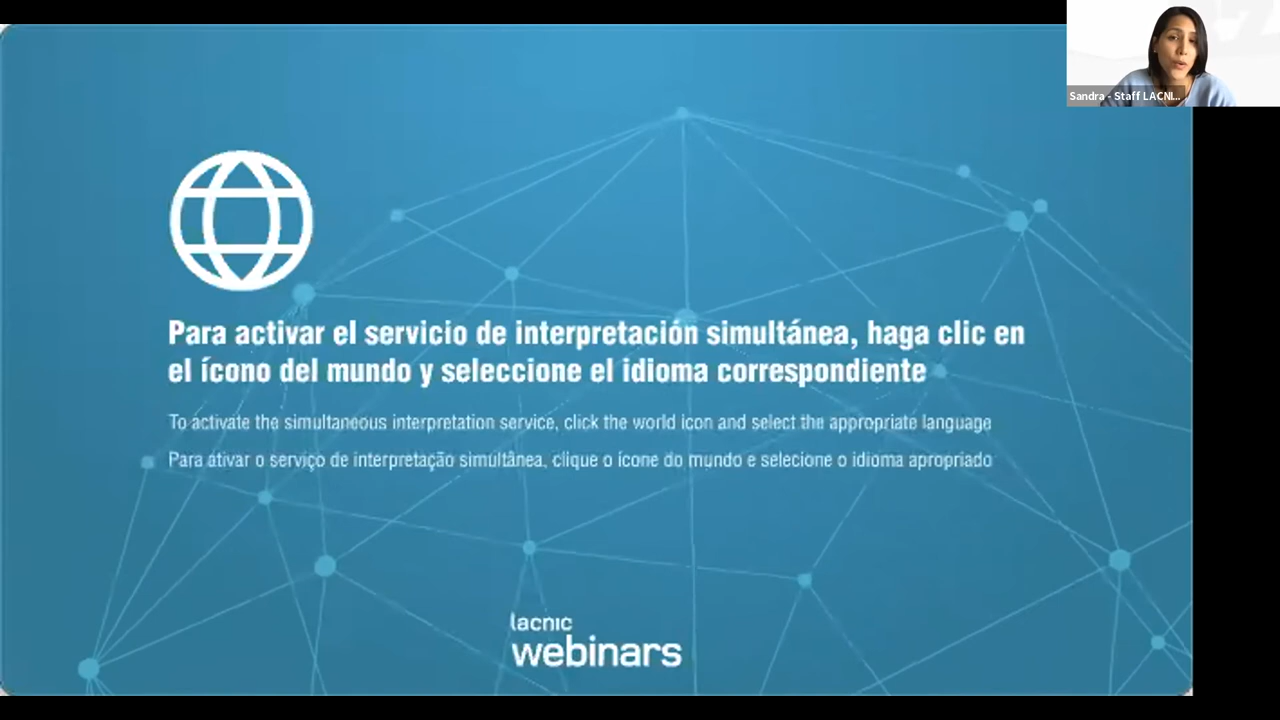 Sandra - Staff LACNI...
Para activar el servicio de interpretación simultánea, haga clic en
el ícono del mundo y seleccione el idioma correspondiente
To activate the simultaneous interpretation service, click the world icon and select the appropriate language
Para ativar o serviço de interpretação simultânea, clique o ícone do mundo e selecione o idioma apropriado
lacnic
webinars